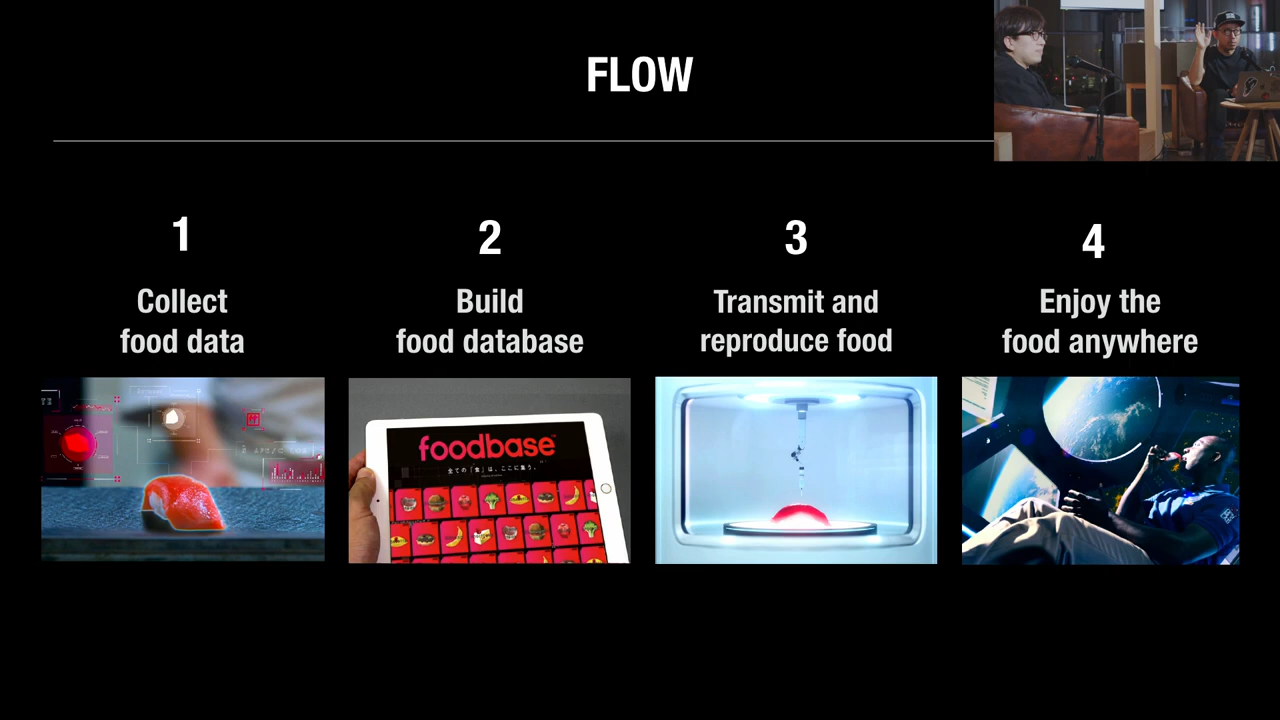 FLOW
1
Collect
food data
2
Build
food database
3
Transmit and
reproduce food
4
Enjoy the
food anywhere
foodbase
全ての「食」は、ここに集う。